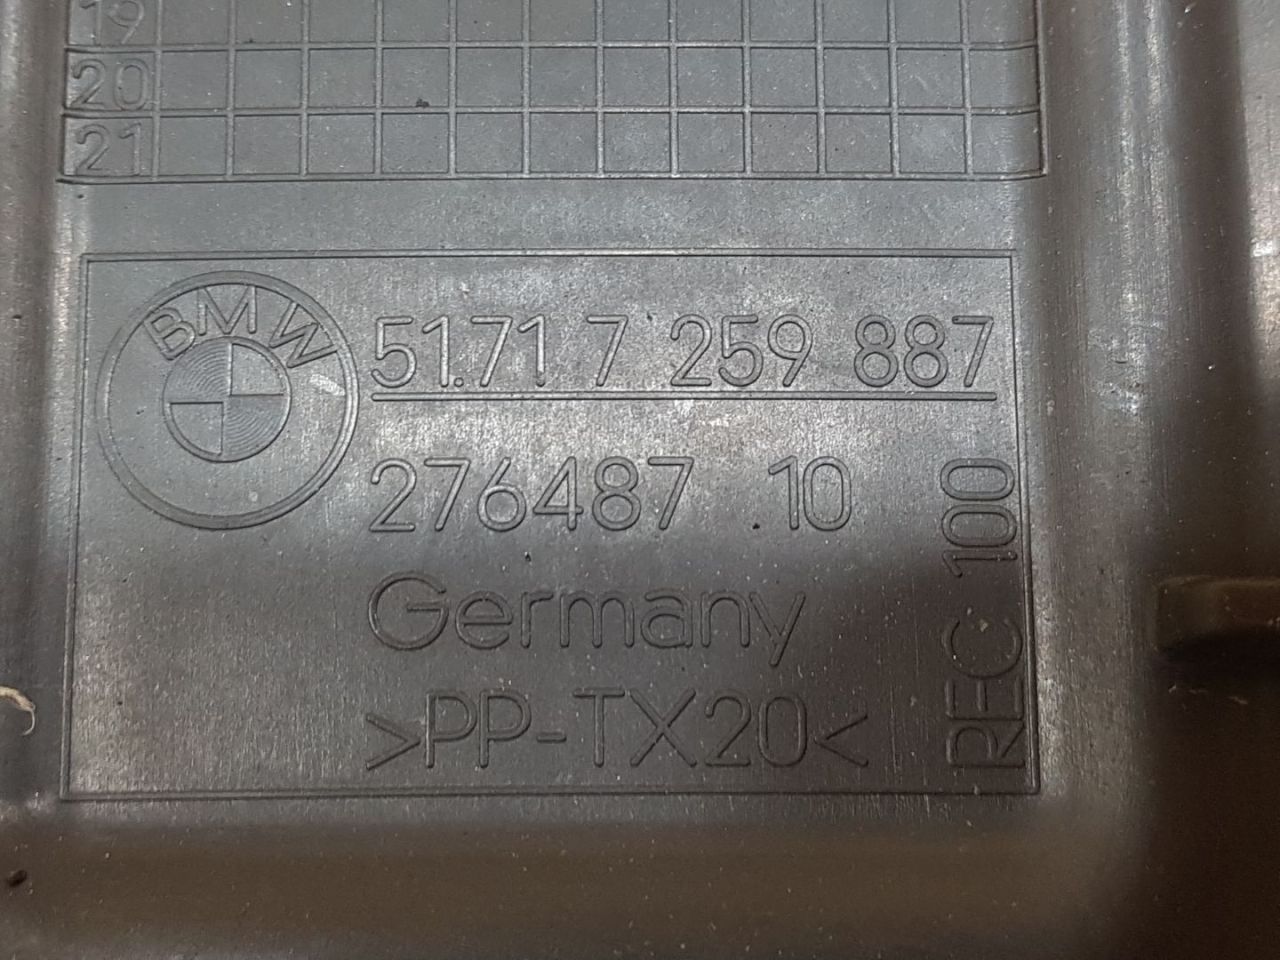 19
20
21
BMW
51.71 7 259 887
276487 10
Germany
>PP-TX20<
REC 100